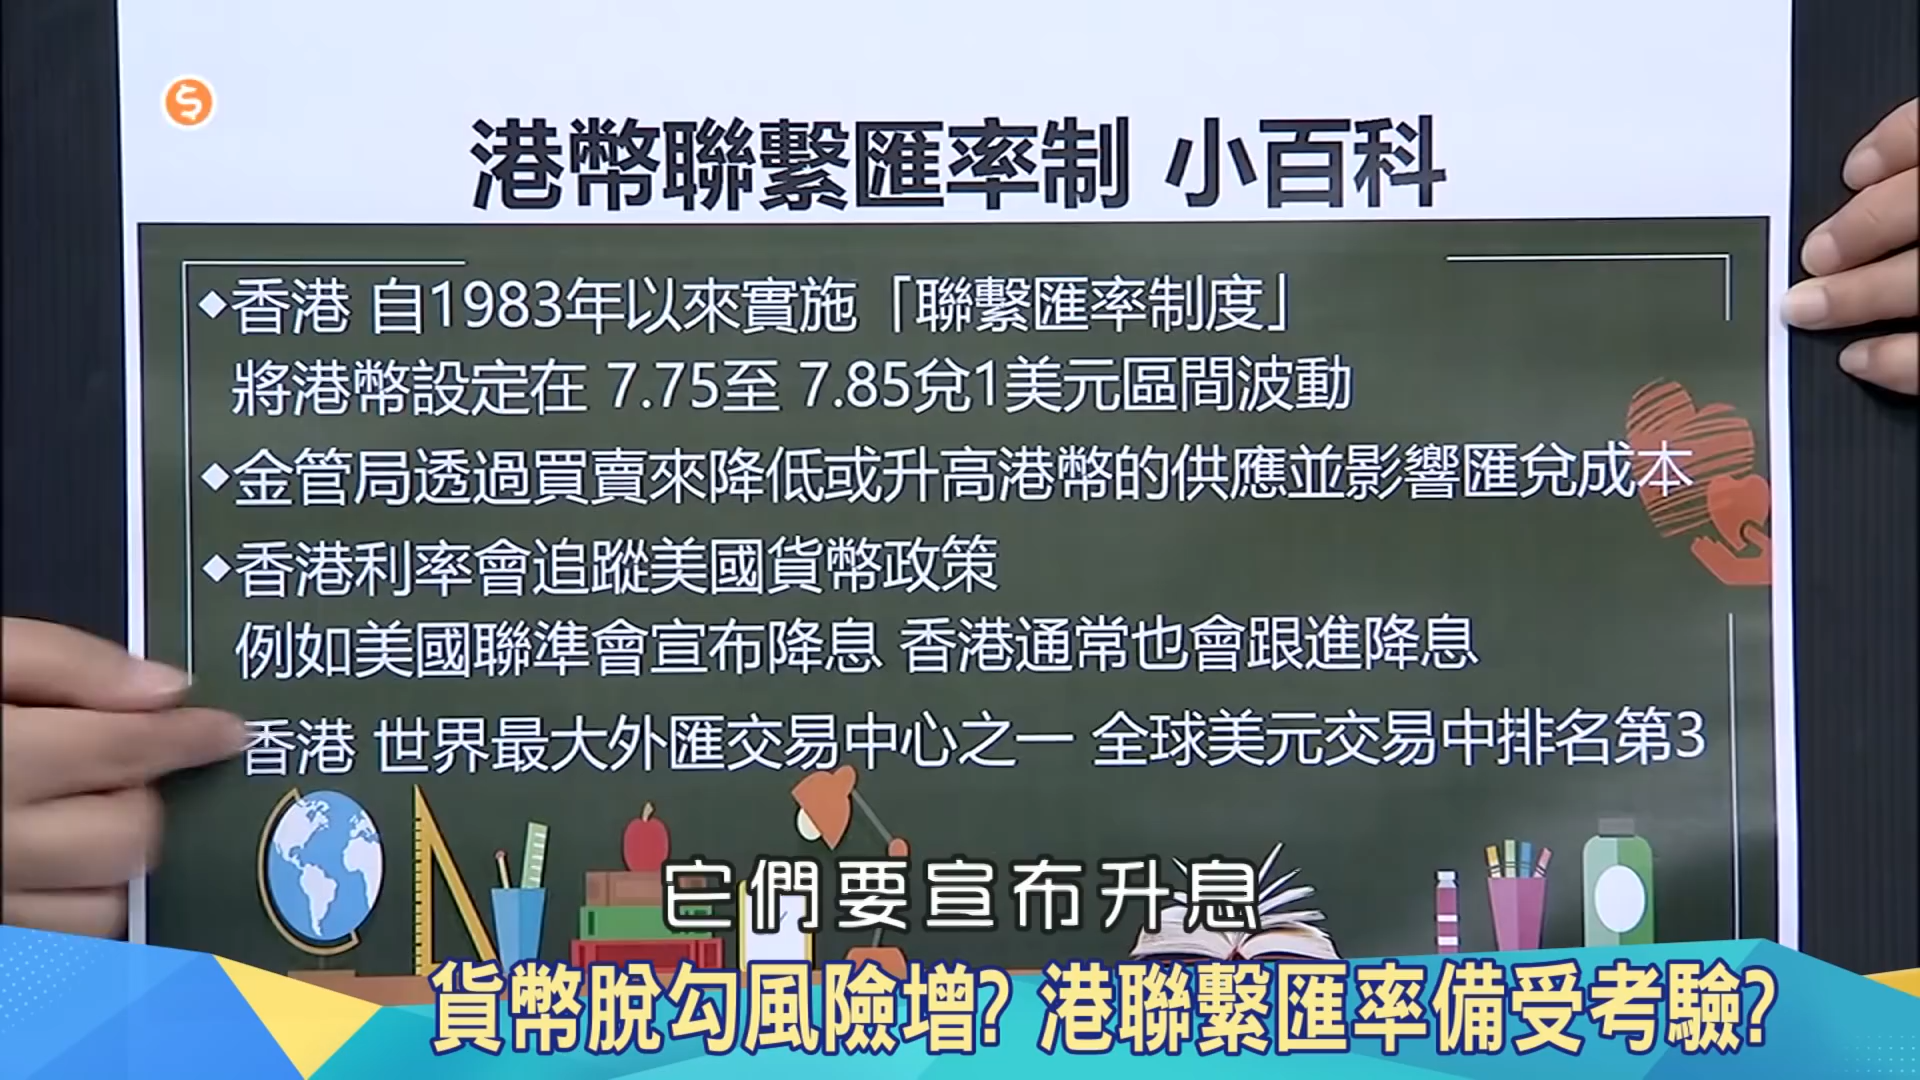 港幣聯繫匯率制 小百科
◆香港 自1983年以來實施「聯繫匯率制度」
將港幣設定在 7.75至 7.85兌1美元區間波動
◆金管局透過買賣來降低或升高港幣的供應並影響匯兌成本
◆香港利率會追蹤美國貨幣政策
例如美國聯準會宣布降息 香港通常也會跟進降息
香港 世界最大外匯交易中心之一 全球美元交易中排名第3
它們要宣布升息
貨幣脫勾風險增? 港聯繫匯率備受考驗?